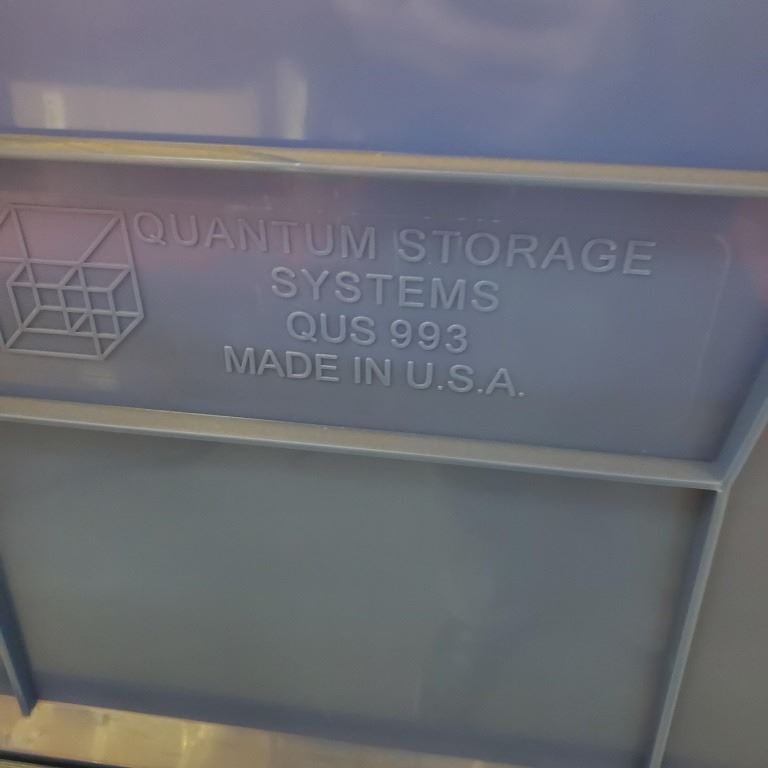 QUANTUM STORAGE
SYSTEMS
QUS 993
MADE IN U.S.A.